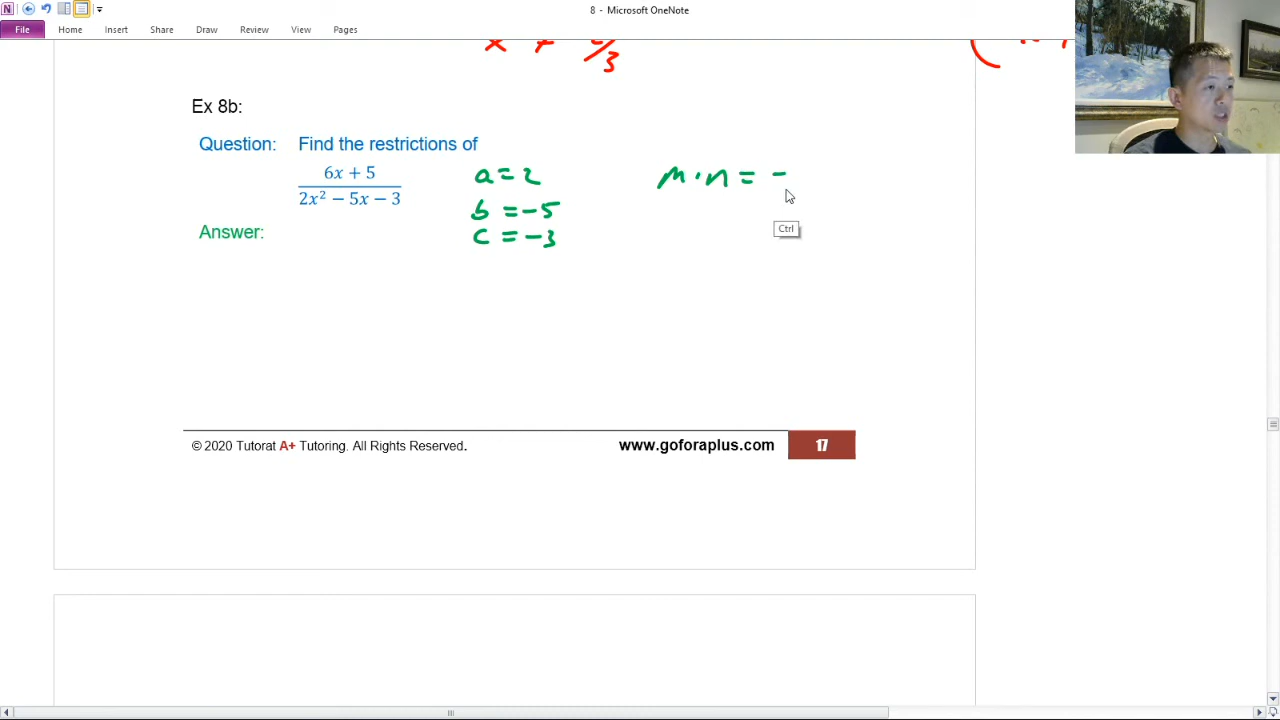 8 - Microsoft OneNote
File Home Insert Share Draw Review View Pages
x ≠ /3
Ex 8b:
Question: Find the restrictions of
6x + 5
2x² − 5x − 3
a = 2
b = -5
c = -3
m · n = -
Ctrl
Answer:
© 2020 Tutorat A+ Tutoring. All Rights Reserved.
www.goforaplus.com 17